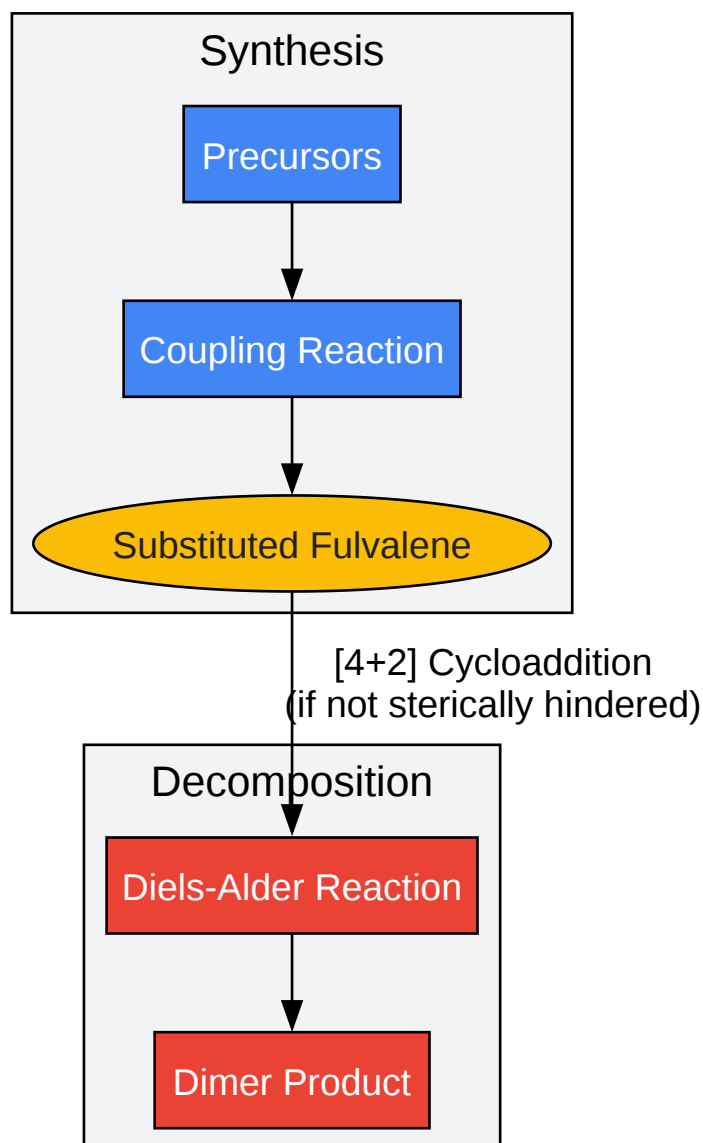 Synthesis
Precursors
Coupling Reaction
Substituted Fulvalene
[4+2] Cycloaddition
(if not sterically hindered)
Decomposition
Diels-Alder Reaction
Dimer Product